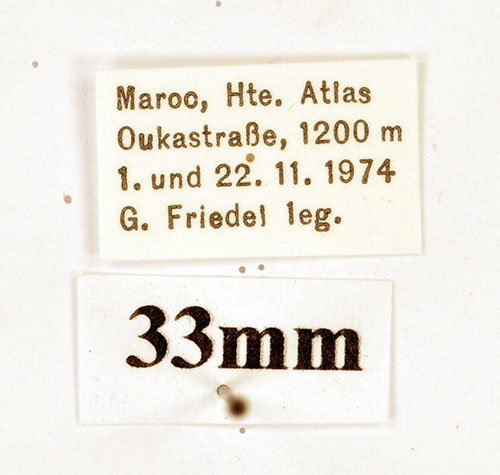 Maroc, Hte. Atlas
Oukastraße, 1200 m
1. und 22. 11. 1974
G. Friedel leg.
33mm